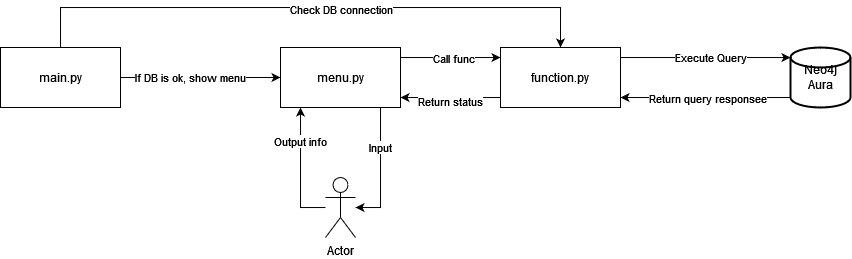 Check DB connection
main.py
If DB is ok, show menu
menu.py
Call func
Return status
function.py
Execute Query
Return query responsee
Neo4j
Aura
Output info
Input
Actor